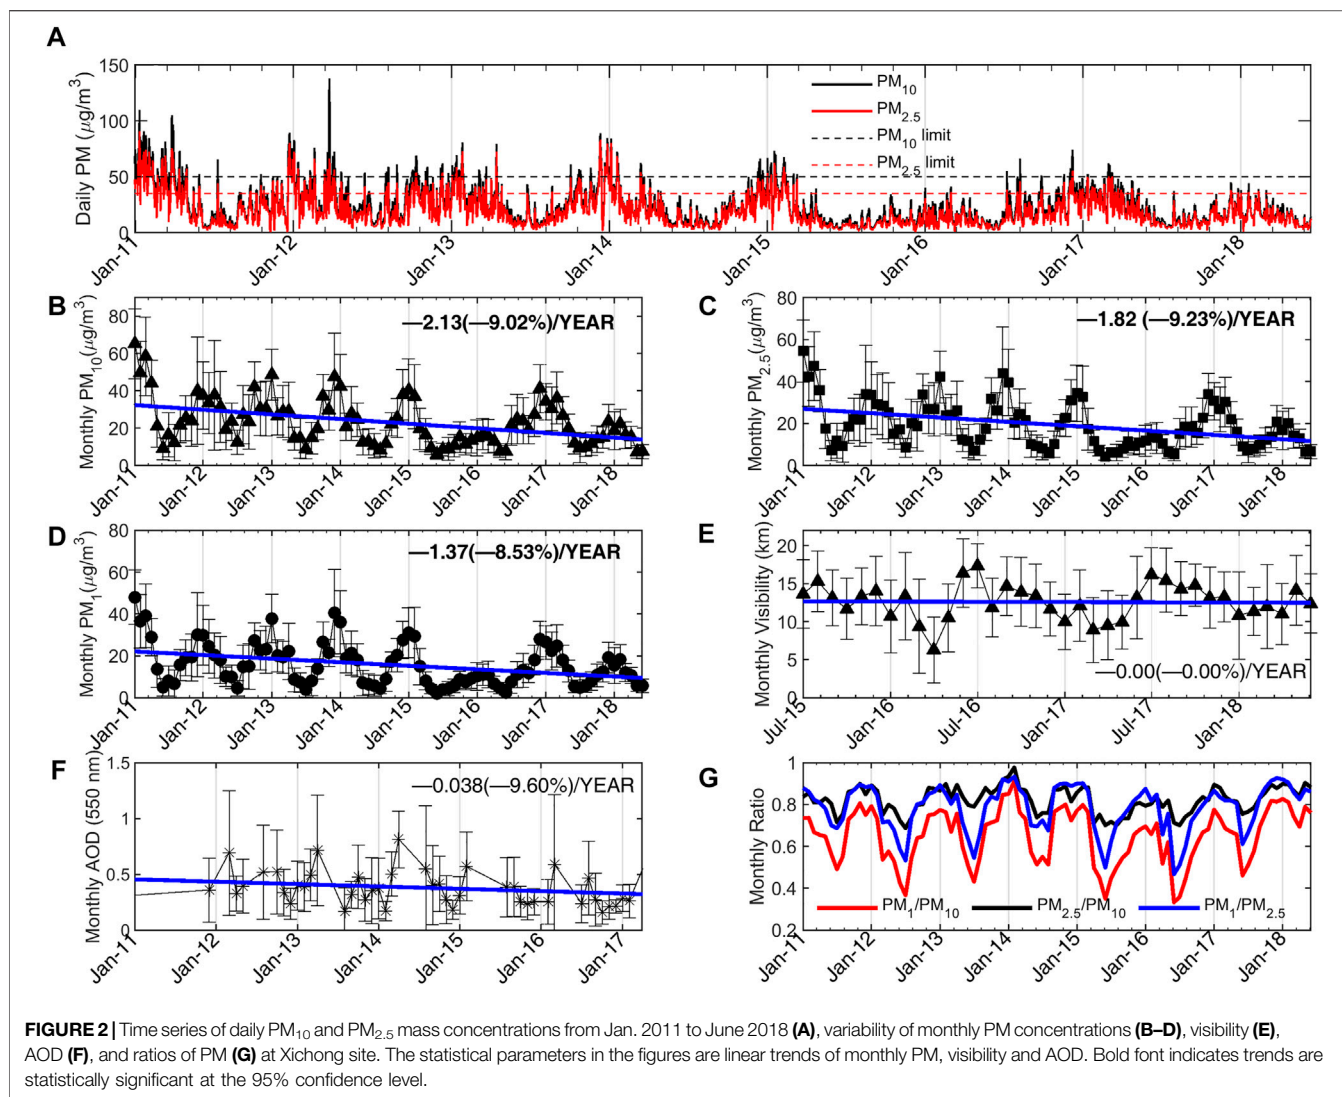 A
Daily PM (μg/m³)
150
100
50
0
PM₁₀
PM₂.₅
PM₁₀ limit
PM₂.₅ limit
Jan-11
Jan-12
Jan-13
Jan-14
Jan-15
Jan-16
Jan-17
Jan-18
B
Monthly PM₁₀(μg/m³)
80
60
40
20
0
—2.13(—9.02%)/YEAR
Jan-11
Jan-12
Jan-13
Jan-14
Jan-15
Jan-16
Jan-17
Jan-18
C
Monthly PM₂.₅(μg/m³)
80
60
40
20
0
—1.82 (—9.23%)/YEAR
Jan-11
Jan-12
Jan-13
Jan-14
Jan-15
Jan-16
Jan-17
Jan-18
D
Monthly PM₁(μg/m³)
80
60
40
20
0
—1.37(—8.53%)/YEAR
Jan-11
Jan-12
Jan-13
Jan-14
Jan-15
Jan-16
Jan-17
Jan-18
E
Monthly Visibility (km)
20
15
10
5
0
—0.00(—0.00%)/YEAR
Jul-15
Jan-16
Jul-16
Jan-17
Jul-17
Jan-18
F
Monthly AOD (550 nm)
1.5
1
0.5
0
—0.038(—9.60%)/YEAR
Jan-11
Jan-12
Jan-13
Jan-14
Jan-15
Jan-16
Jan-17
G
Monthly Ratio
1
0.8
0.6
0.4
0.2
PM₁/PM₁₀
PM₂.₅/PM₁₀
PM₁/PM₂.₅
Jan-11
Jan-12
Jan-13
Jan-14
Jan-15
Jan-16
Jan-17
Jan-18
FIGURE 2 | Time series of daily PM₁₀ and PM₂.₅ mass concentrations from Jan. 2011 to June 2018 (A), variability of monthly PM concentrations (B–D), visibility (E),
AOD (F), and ratios of PM (G) at Xichong site. The statistical parameters in the figures are linear trends of monthly PM, visibility and AOD. Bold font indicates trends are
statistically significant at the 95% confidence level.